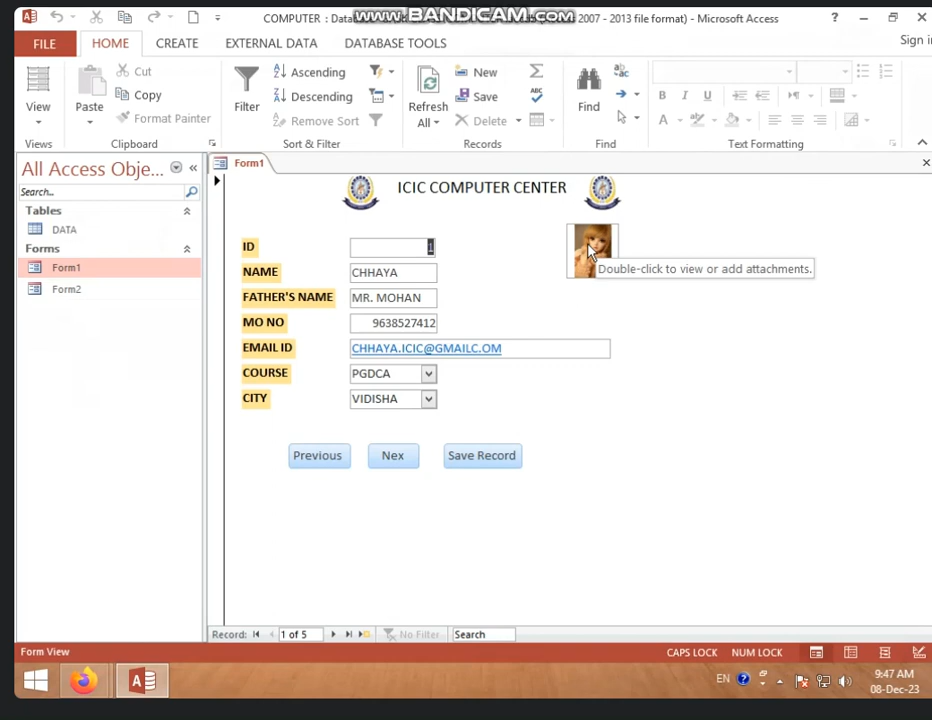 COMPUTER : Data
www.BANDICAM.com
2007 - 2013 file format) - Microsoft Access
?
FILE
HOME
CREATE
EXTERNAL DATA
DATABASE TOOLS
Sign i
View
Paste
Cut
Copy
Format Painter
Filter
Ascending
Descending
Remove Sort
Refresh
All
New
Save
Delete
Σ
ABC
Find
B I U
A
Views
Clipboard
Sort & Filter
Records
Find
Text Formatting
All Access Obje...
Search...
Tables
DATA
Forms
Form1
Form2
Form1
ICIC COMPUTER CENTER
ID 1
Double-click to view or add attachments.
NAME CHHAYA
FATHER'S NAME MR. MOHAN
MO NO 9638527412
EMAIL ID CHHAYA.ICIC@GMAILC.OM
COURSE PGDCA
CITY VIDISHA
Previous
Nex
Save Record
Record: 1 of 5 No Filter Search
Form View
CAPS LOCK NUM LOCK
EN
9:47 AM
08-Dec-23